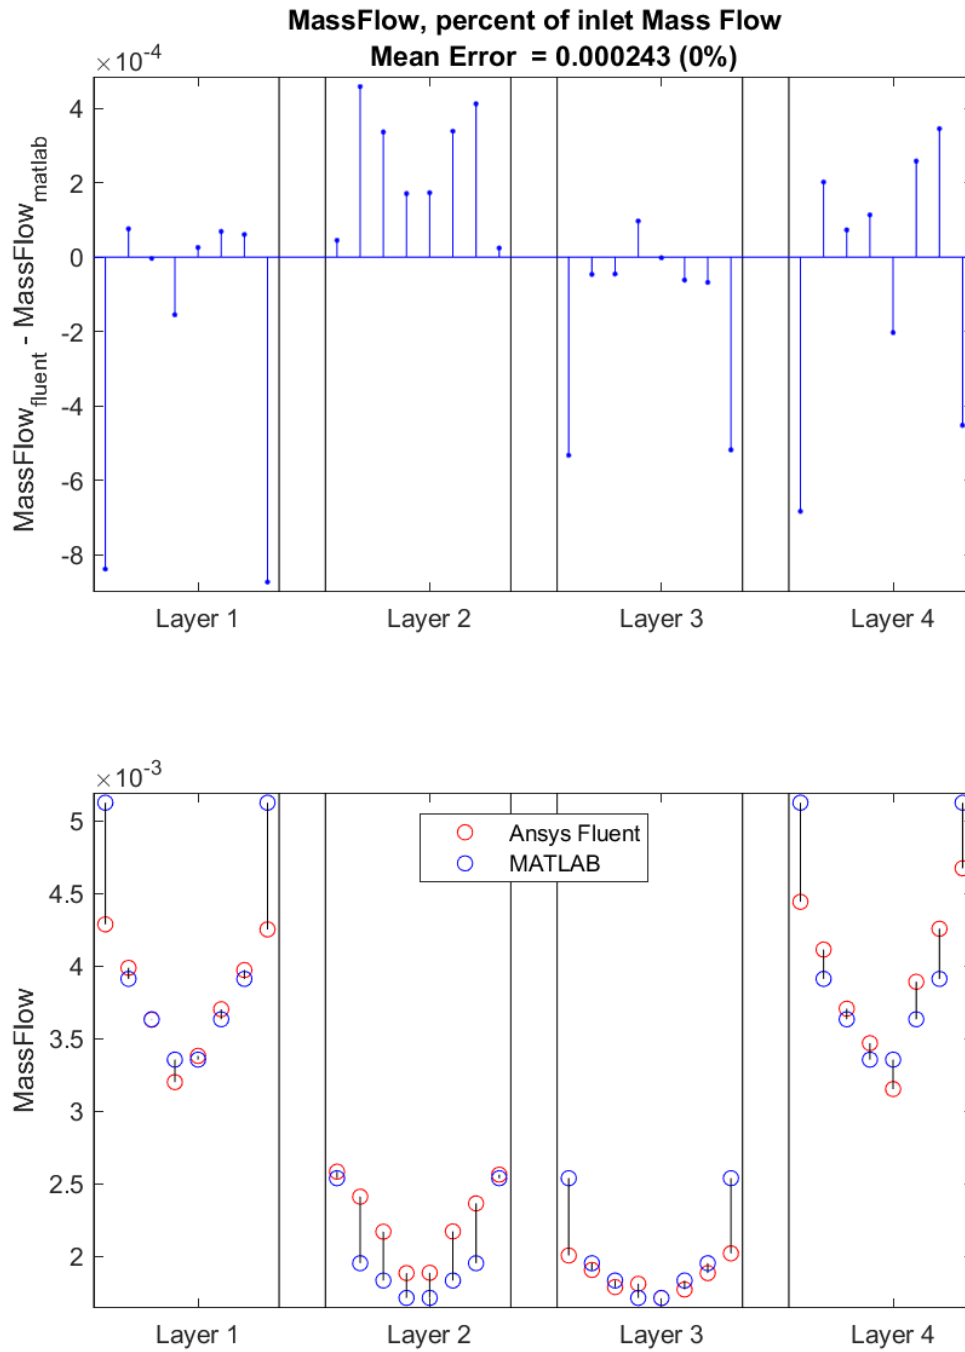 MassFlow, percent of inlet Mass Flow
Mean Error = 0.000243 (0%)
×10-4
4
2
0
-2
-4
-6
-8
MassFlowfluent - MassFlowmatlab
Layer 1
Layer 2
Layer 3
Layer 4
×10-3
5
4.5
4
3.5
3
2.5
2
MassFlow
Ansys Fluent
MATLAB
Layer 1
Layer 2
Layer 3
Layer 4